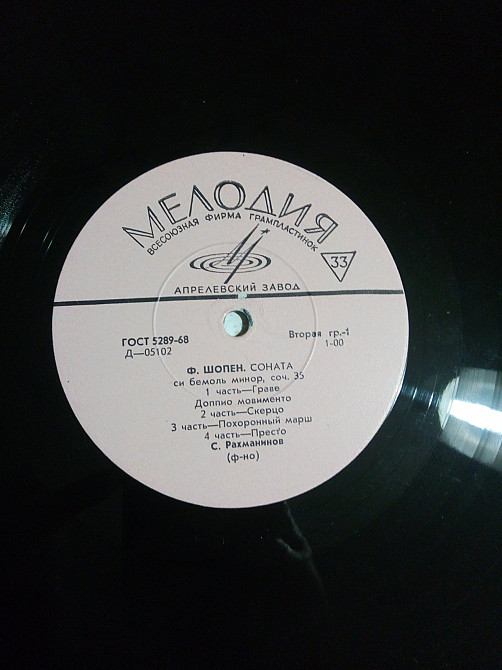 МЕЛОДИЯ
ВСЕСОЮЗНАЯ ФИРМА ГРАМПЛАСТИНОК
33
АПРЕЛЕВСКИЙ ЗАВОД
ГОСТ 5289-68
Д—05102
Вторая гр.-1
1-00
Ф. ШОПЕН. СОНАТА
си бемоль минор, соч. 35
1 часть—Граве
Доппио мовименто
2 часть—Скерцо
3 часть—Похоронный марш
4 часть—Престо
С. Рахманинов
(ф-но)